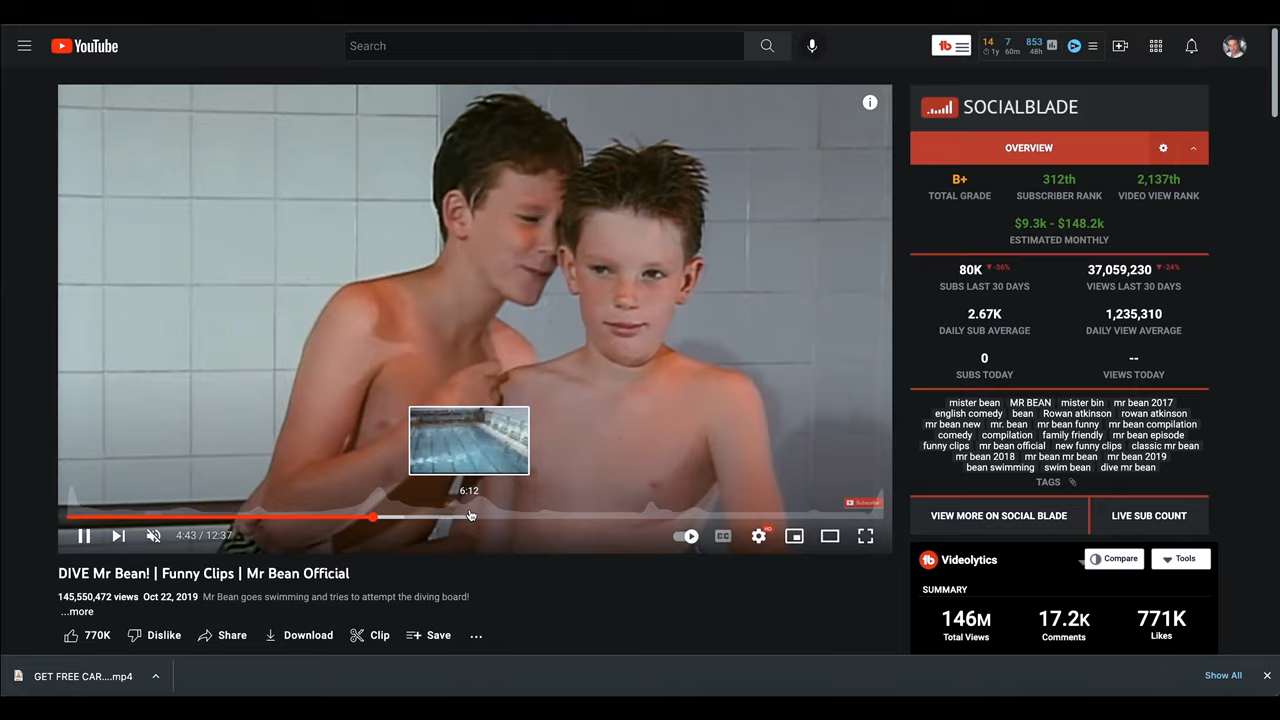 YouTube
Search
14 7 853
1y 60m 48h
SOCIALBLADE
OVERVIEW
B+ 312th 2,137th
TOTAL GRADE SUBSCRIBER RANK VIDEO VIEW RANK
$9.3k - $148.2k
ESTIMATED MONTHLY
80K ▼-36% 37,059,230 ▼-24%
SUBS LAST 30 DAYS VIEWS LAST 30 DAYS
2.67K 1,235,310
DAILY SUB AVERAGE DAILY VIEW AVERAGE
0 --
SUBS TODAY VIEWS TODAY
mister bean MR BEAN mister bin mr bean 2017
english comedy bean Rowan atkinson rowan atkinson
mr bean new mr. bean mr bean funny mr bean compilation
comedy compilation family friendly mr bean episode
funny clips mr bean official new funny clips classic mr bean
mr bean 2018 mr bean mr bean mr bean 2019
bean swimming swim bean dive mr bean
TAGS
VIEW MORE ON SOCIAL BLADE LIVE SUB COUNT
6:12
Subscribe
4:43 / 12:37
CC
HD
DIVE Mr Bean! | Funny Clips | Mr Bean Official
145,550,472 views Oct 22, 2019 Mr Bean goes swimming and tries to attempt the diving board!
...more
770K Dislike Share Download Clip Save
tb Videolytics Compare Tools
SUMMARY
146M 17.2K 771K
Total Views Comments Likes
GET FREE CAR....mp4
Show All